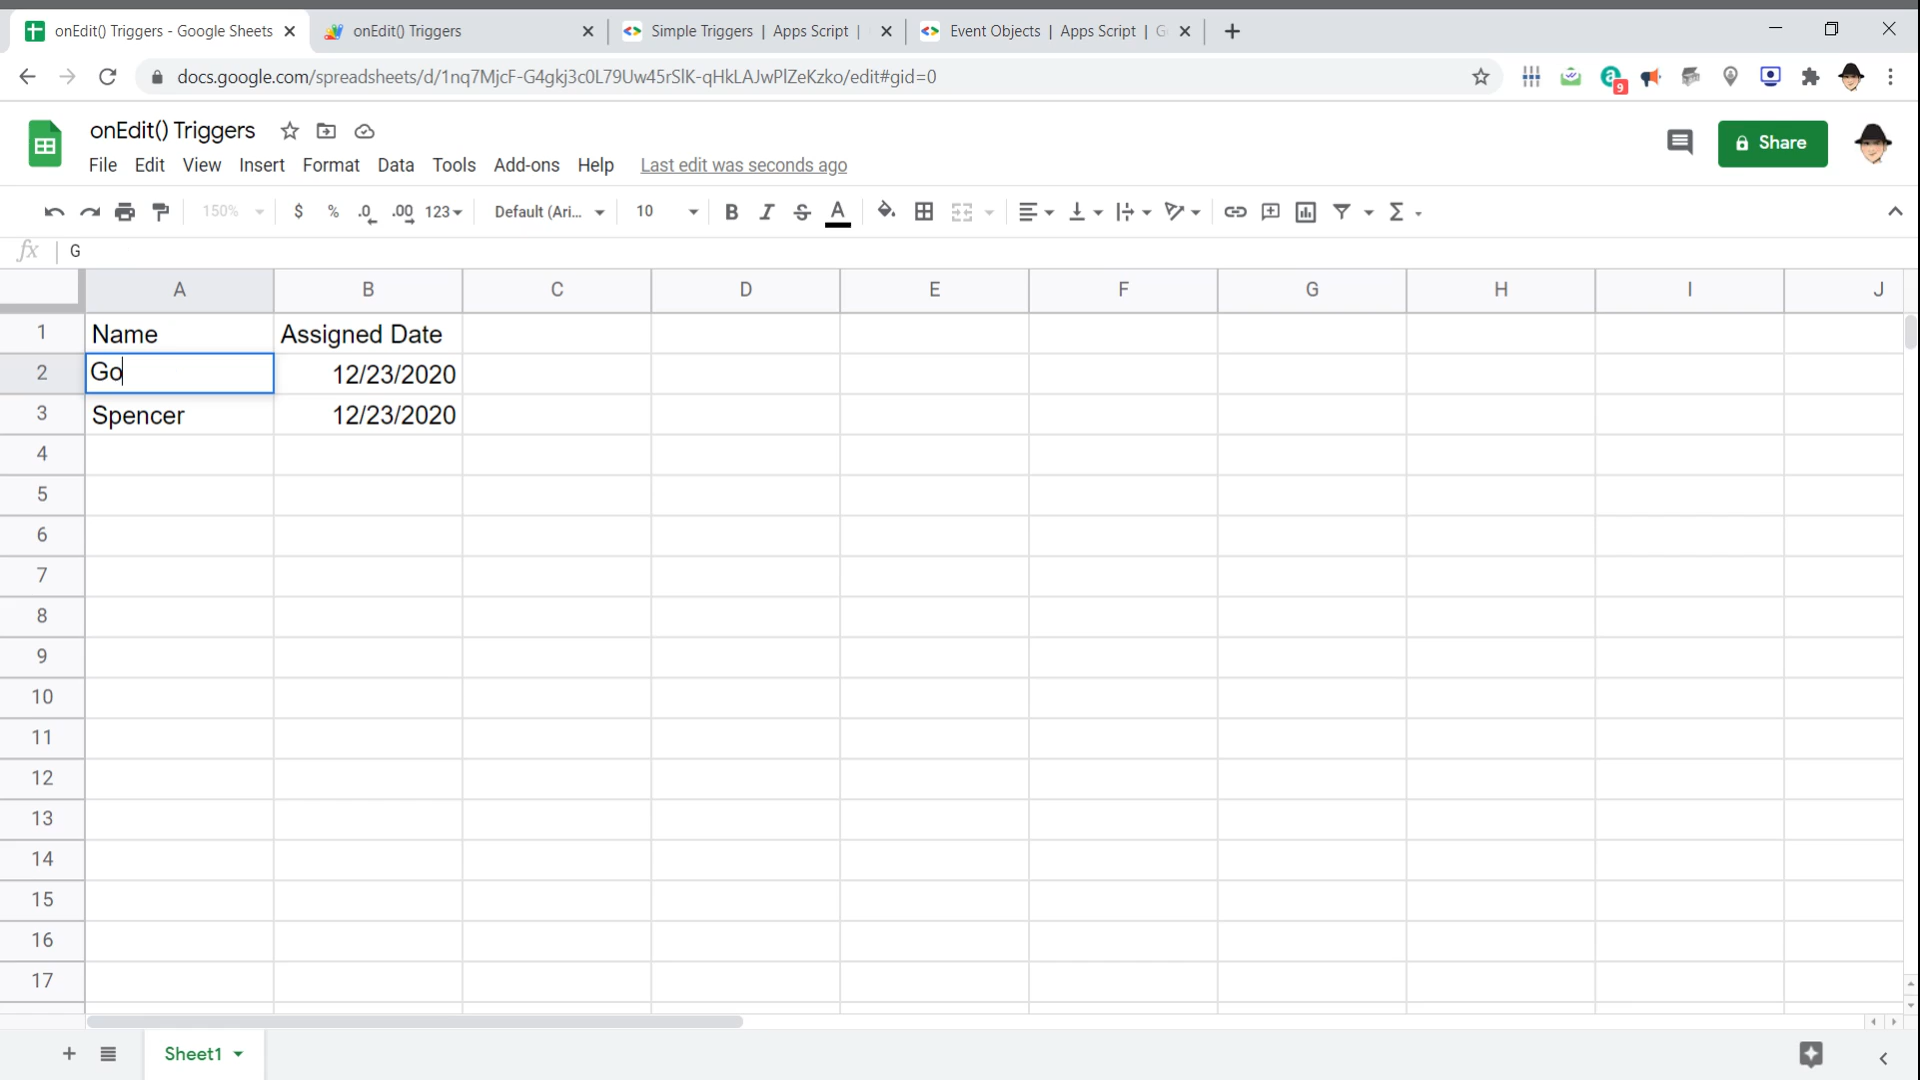 onEdit() Triggers - Google Sheets
onEdit() Triggers
Simple Triggers | Apps Script |
Event Objects | Apps Script | G
docs.google.com/spreadsheets/d/1nq7MjcF-G4gkj3c0L79Uw45rSlK-qHkLAJwPlZeKzko/edit#gid=0
9
onEdit() Triggers
Share
File Edit View Insert Format Data Tools Add-ons Help Last edit was seconds ago
150% $ % .0 .00 123 Default (Ari... 10 B I S A Σ
fx G
A B C D E F G H I J
1 Name Assigned Date
2 Go 12/23/2020
3 Spencer 12/23/2020
4
5
6
7
8
9
10
11
12
13
14
15
16
17
Sheet1